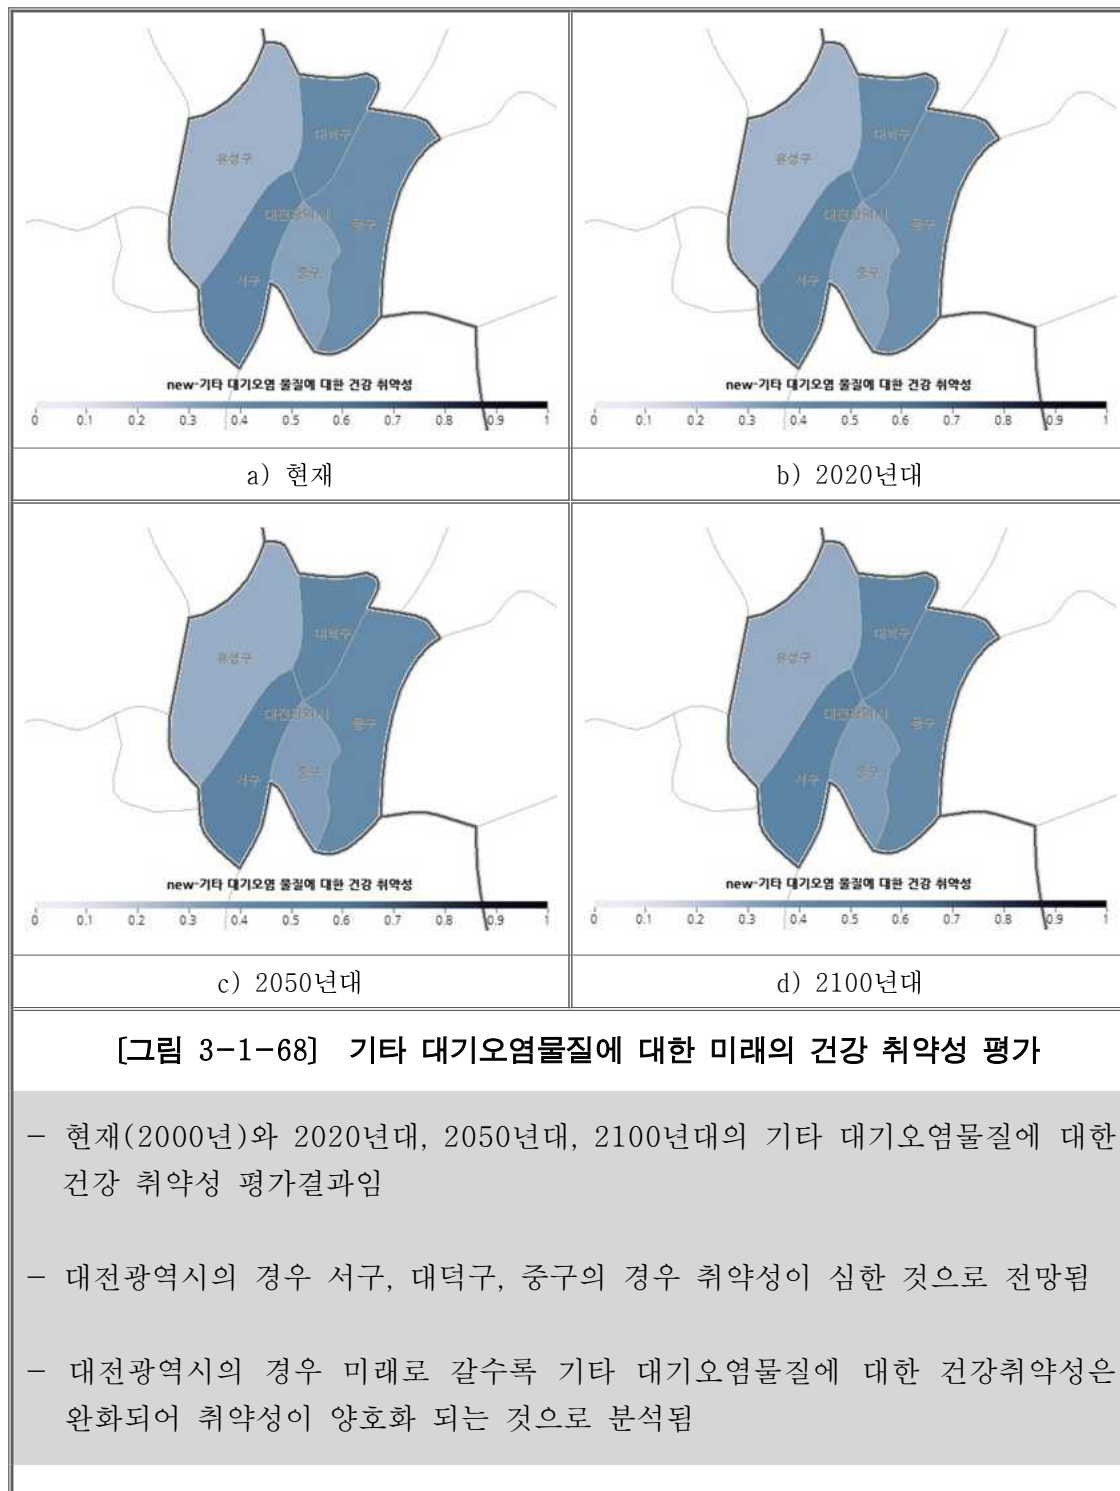 유성구
대덕구
대전광역시
동구
서구
중구
new-기타 대기오염 물질에 대한 건강 취약성
0 0.1 0.2 0.3 0.4 0.5 0.6 0.7 0.8 0.9 1
유성구
대덕구
대전광역시
동구
서구
중구
new-기타 대기오염 물질에 대한 건강 취약성
0 0.1 0.2 0.3 0.4 0.5 0.6 0.7 0.8 0.9 1
a) 현재
b) 2020년대
유성구
대덕구
대전광역시
동구
서구
중구
new-기타 대기오염 물질에 대한 건강 취약성
0 0.1 0.2 0.3 0.4 0.5 0.6 0.7 0.8 0.9 1
유성구
대덕구
대전광역시
동구
서구
중구
new-기타 대기오염 물질에 대한 건강 취약성
0 0.1 0.2 0.3 0.4 0.5 0.6 0.7 0.8 0.9 1
c) 2050년대
d) 2100년대
[그림 3-1-68] 기타 대기오염물질에 대한 미래의 건강 취약성 평가
- 현재(2000년)와 2020년대, 2050년대, 2100년대의 기타 대기오염물질에 대한
건강 취약성 평가결과임
- 대전광역시의 경우 서구, 대덕구, 중구의 경우 취약성이 심한 것으로 전망됨
- 대전광역시의 경우 미래로 갈수록 기타 대기오염물질에 대한 건강취약성은
완화되어 취약성이 양호화 되는 것으로 분석됨